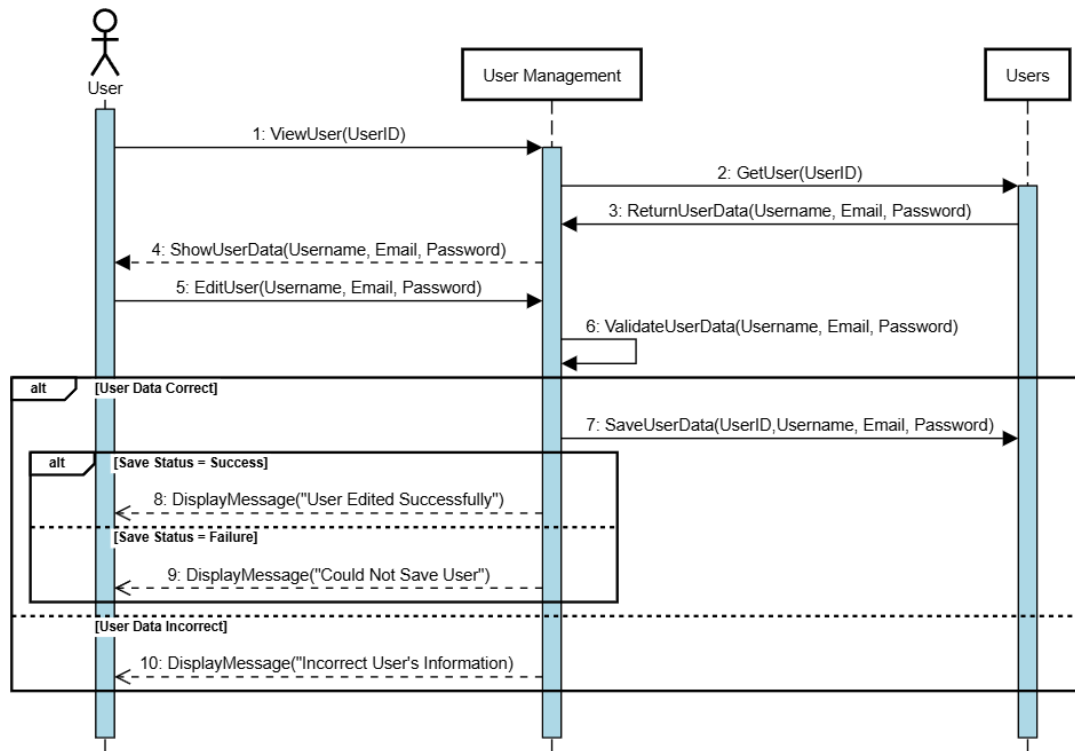 User
User Management
Users
1: ViewUser(UserID)
2: GetUser(UserID)
3: ReturnUserData(Username, Email, Password)
4: ShowUserData(Username, Email, Password)
5: EditUser(Username, Email, Password)
6: ValidateUserData(Username, Email, Password)
alt
[User Data Correct]
7: SaveUserData(UserID,Username, Email, Password)
alt
[Save Status = Success]
8: DisplayMessage("User Edited Successfully")
[Save Status = Failure]
9: DisplayMessage("Could Not Save User")
[User Data Incorrect]
10: DisplayMessage("Incorrect User's Information)